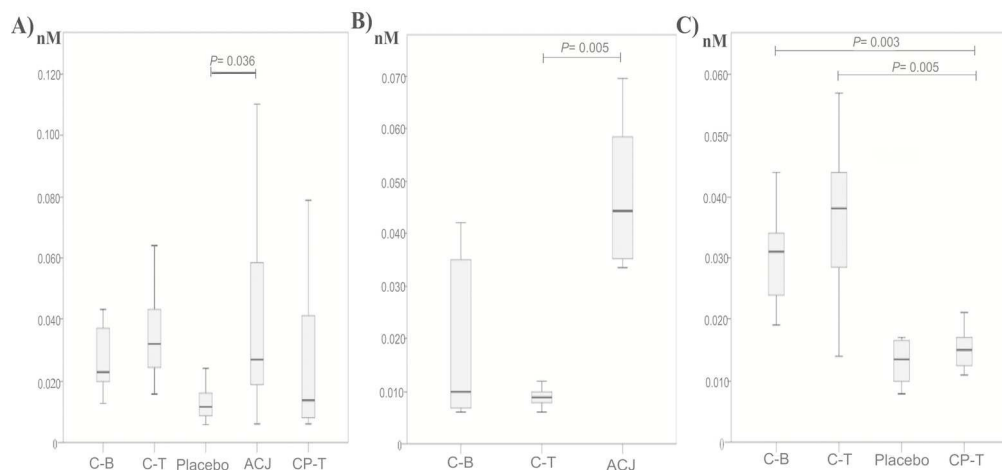 A)
nM
P= 0.036
0.120
0.100
0.080
0.060
0.040
0.020
0
C-B C-T Placebo ACJ CP-T
B)
nM
P= 0.005
0.070
0.060
0.050
0.040
0.030
0.020
0.010
0
C-B C-T ACJ
C)
nM
P= 0.003
P= 0.005
0.060
0.050
0.040
0.030
0.020
0.010
0
C-B C-T Placebo CP-T